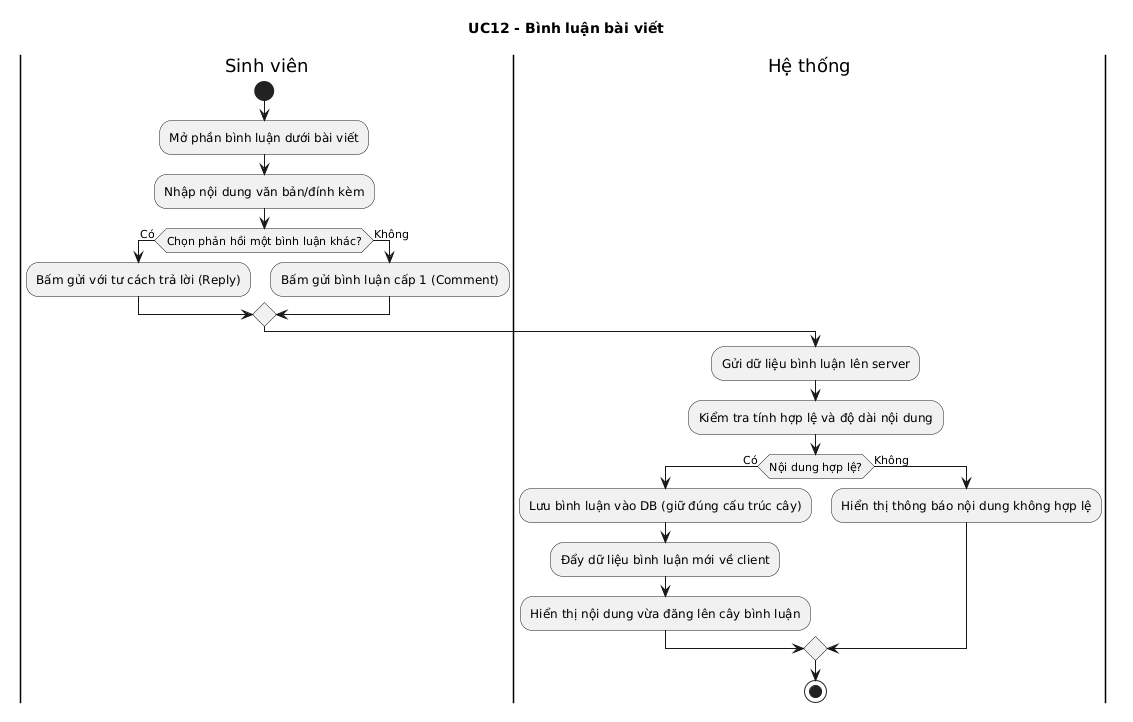 UC12 - Bình luận bài viết
Sinh viên
Hệ thống
Mở phần bình luận dưới bài viết
Nhập nội dung văn bản/đính kèm
Chọn phản hồi một bình luận khác?
Có
Không
Bấm gửi với tư cách trả lời (Reply)
Bấm gửi bình luận cấp 1 (Comment)
Gửi dữ liệu bình luận lên server
Kiểm tra tính hợp lệ và độ dài nội dung
Nội dung hợp lệ?
Có
Không
Lưu bình luận vào DB (giữ đúng cấu trúc cây)
Hiển thị thông báo nội dung không hợp lệ
Đẩy dữ liệu bình luận mới về client
Hiển thị nội dung vừa đăng lên cây bình luận